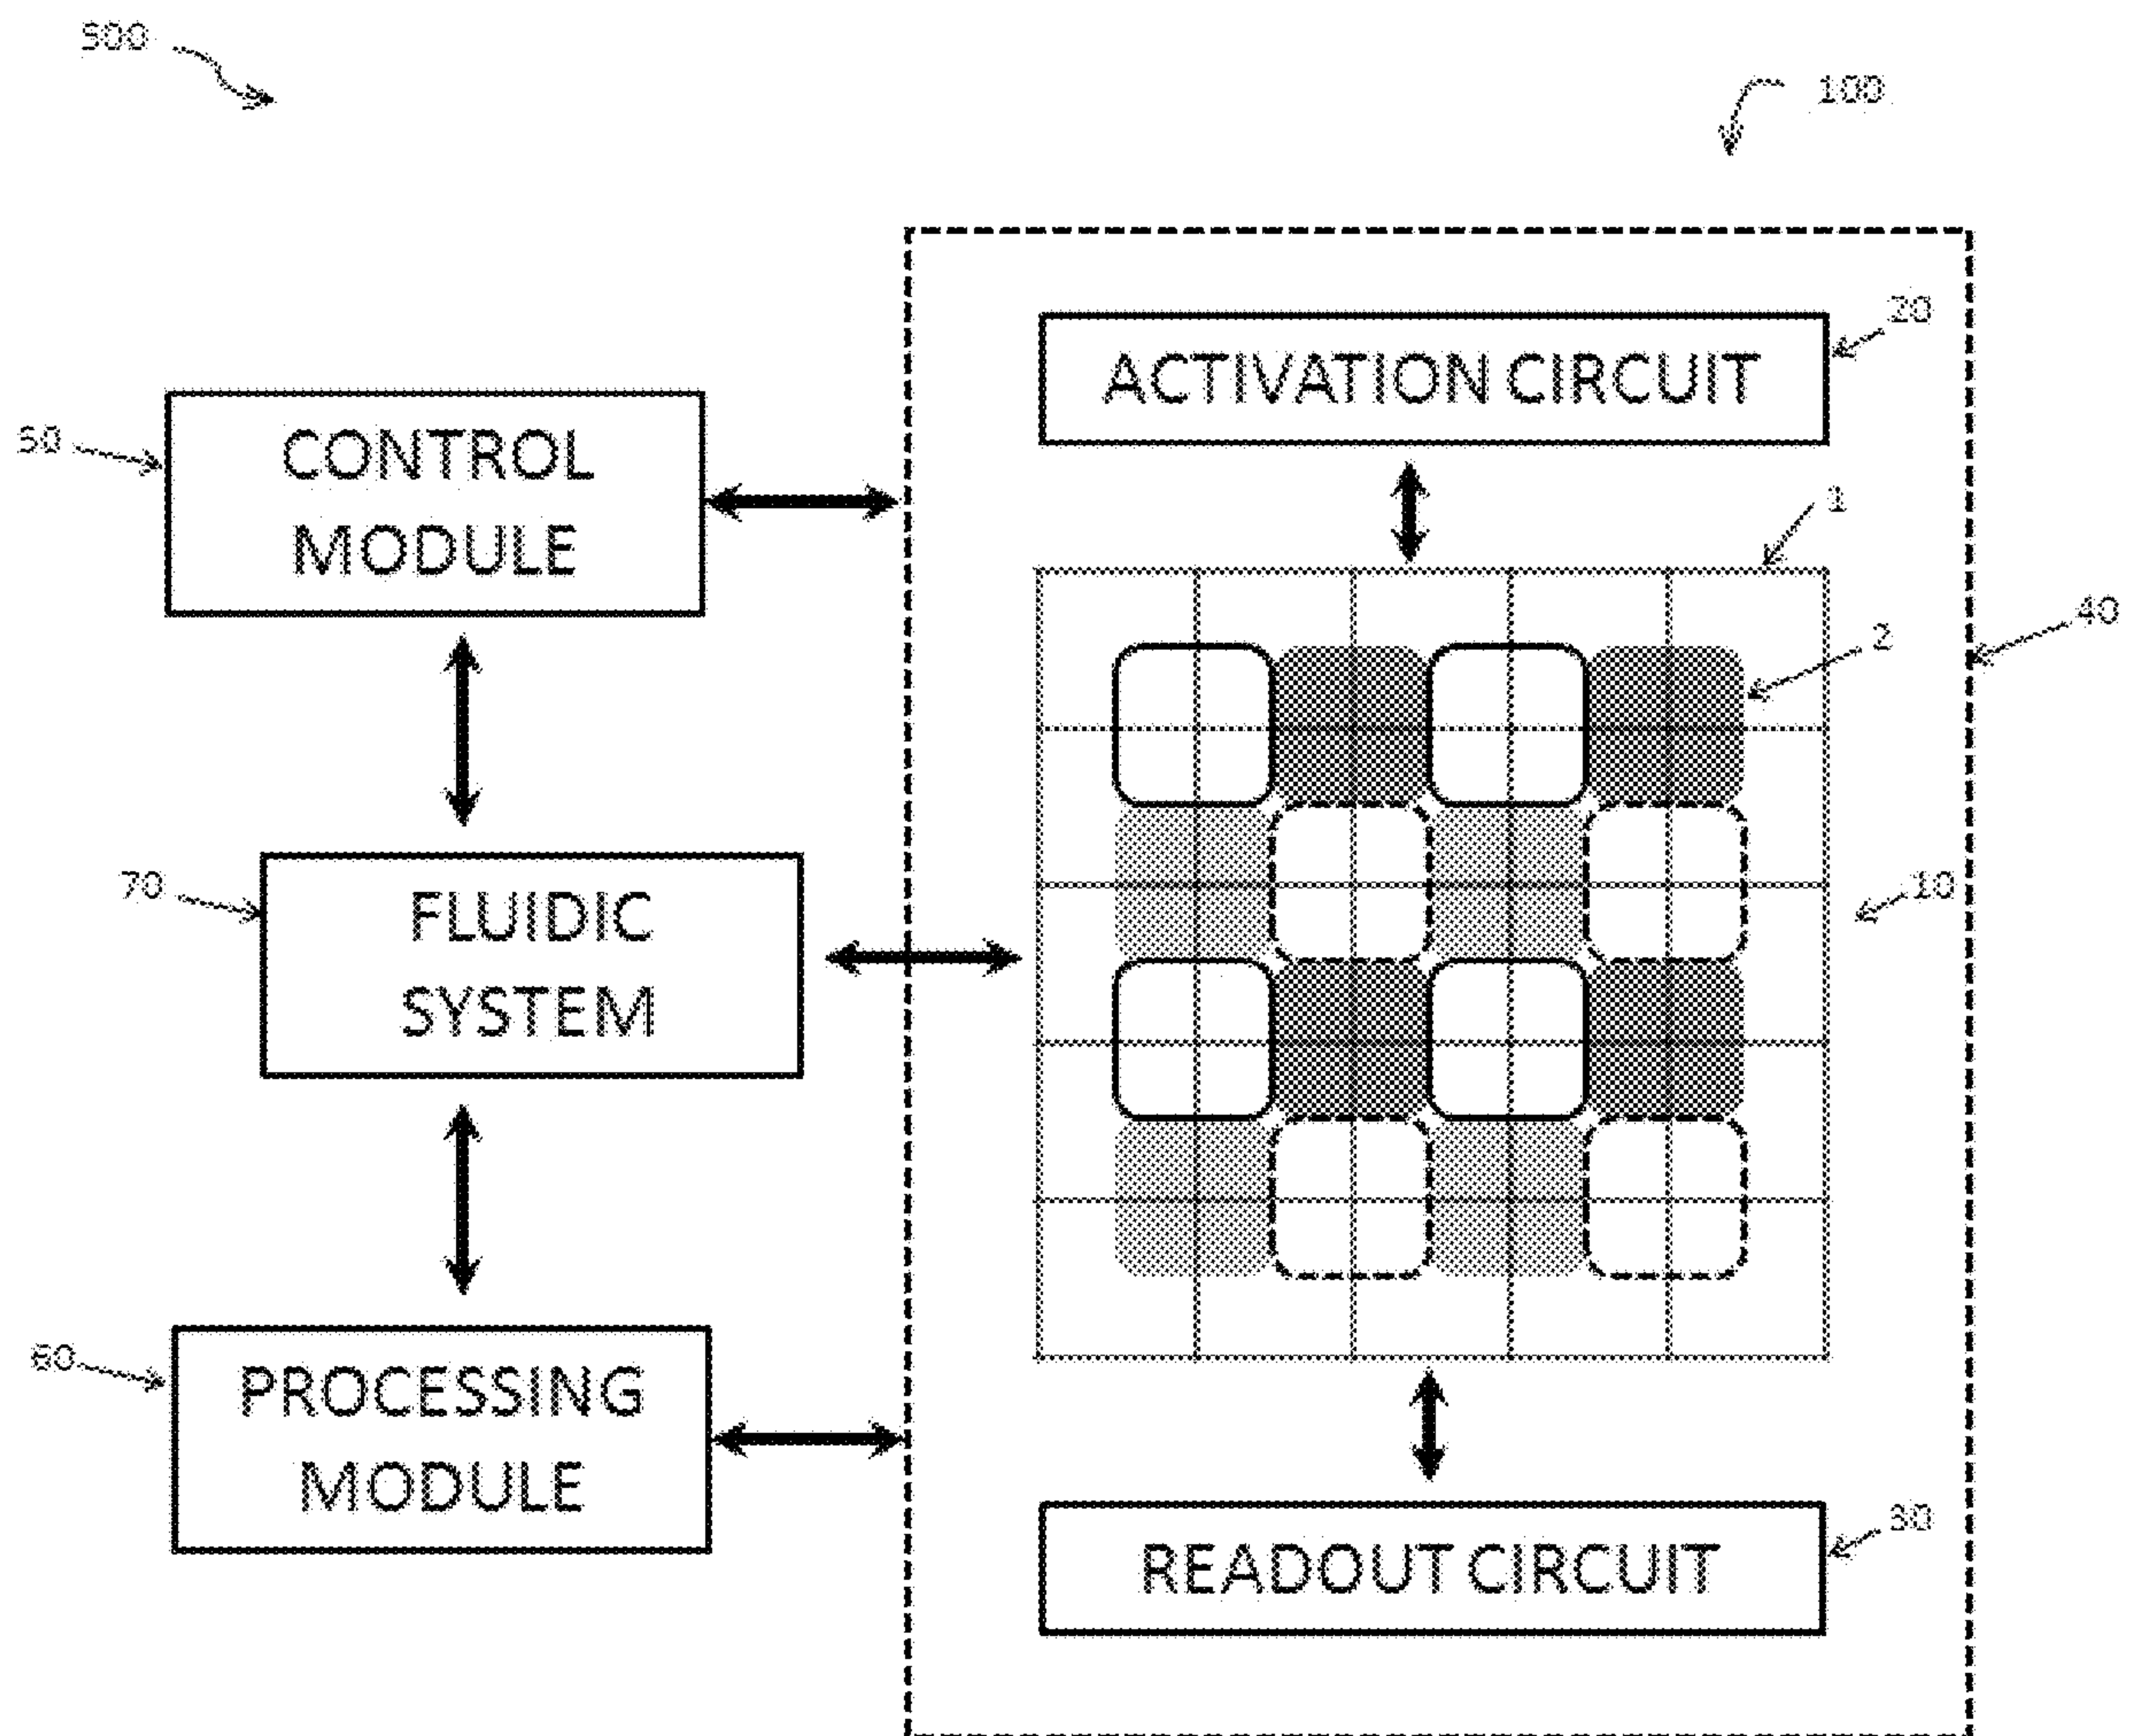 500
100
20
ACTIVATION CIRCUIT
50
CONTROL
MODULE
1
2
40
70
FLUIDIC
SYSTEM
10
60
PROCESSING
MODULE
30
READOUT CIRCUIT